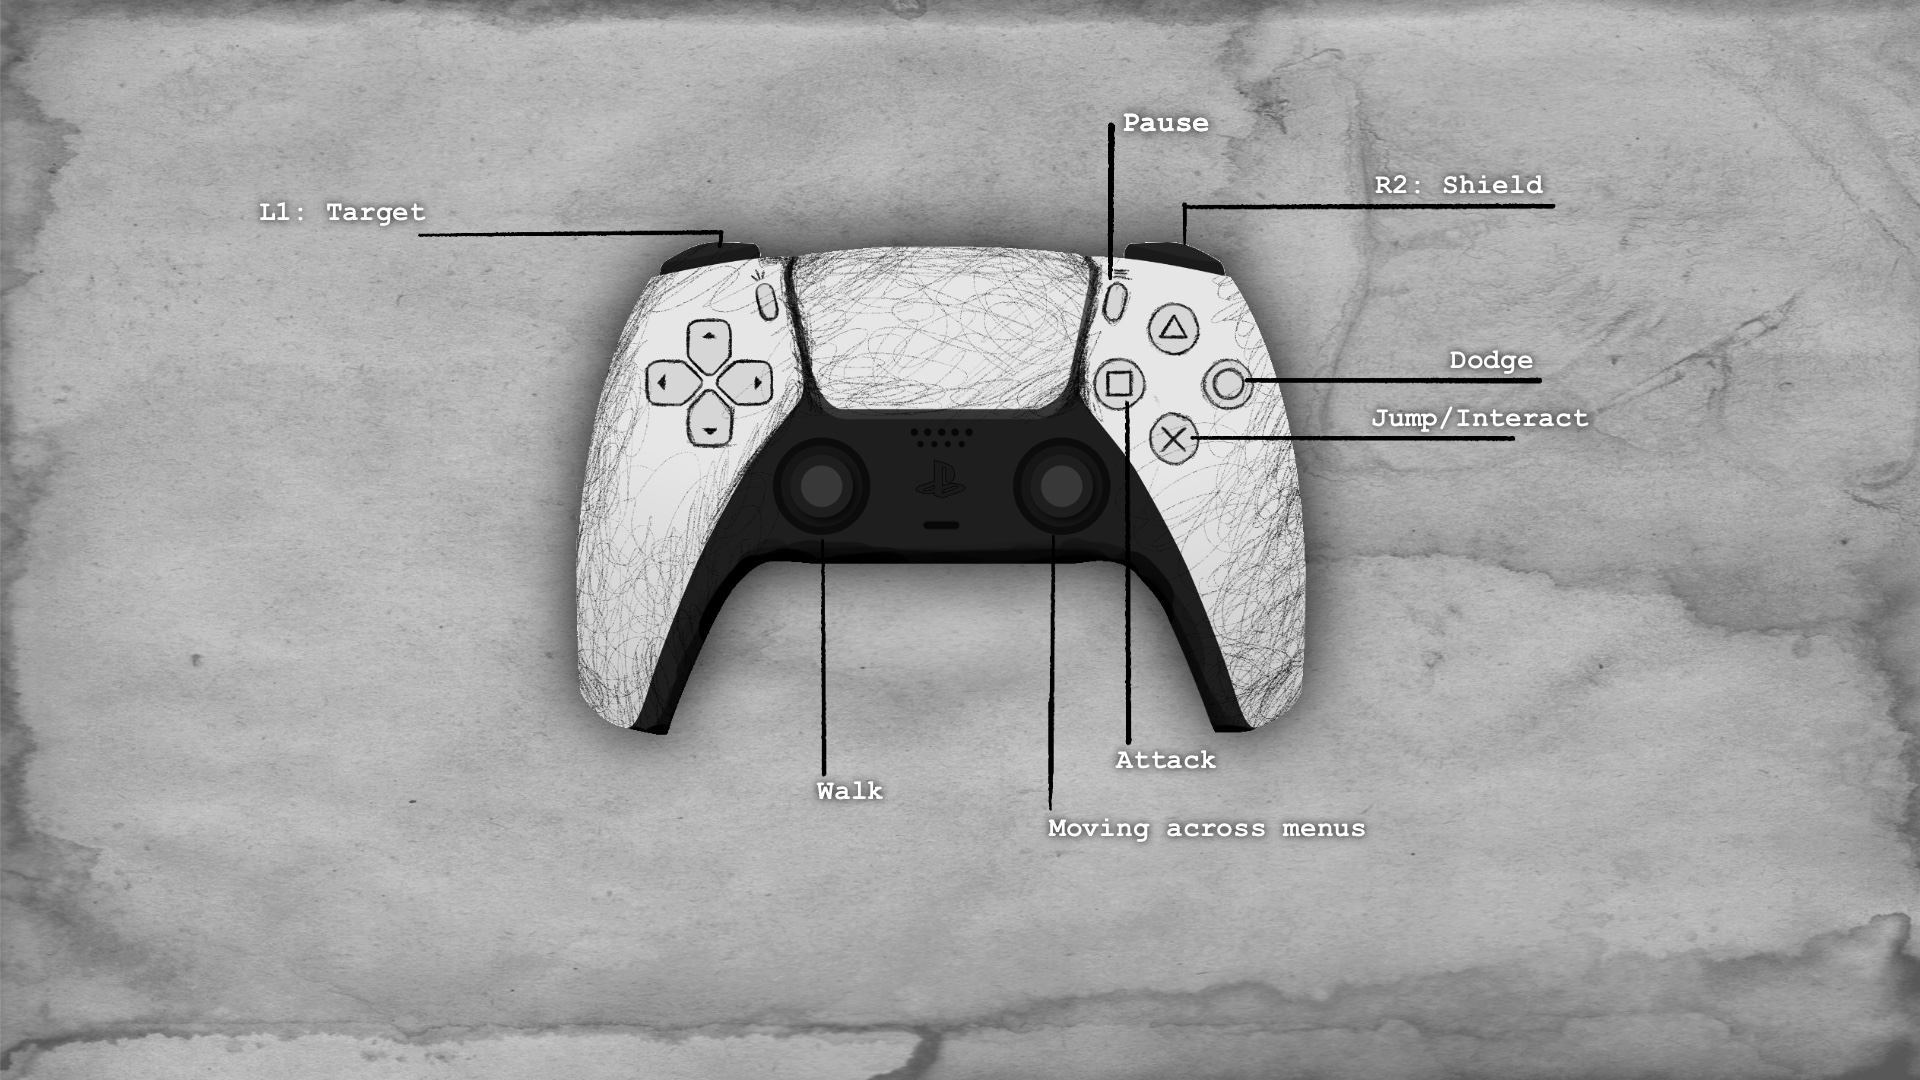 Pause
R2: Shield
L1: Target
Dodge
Jump/Interact
Attack
Walk
Moving across menus